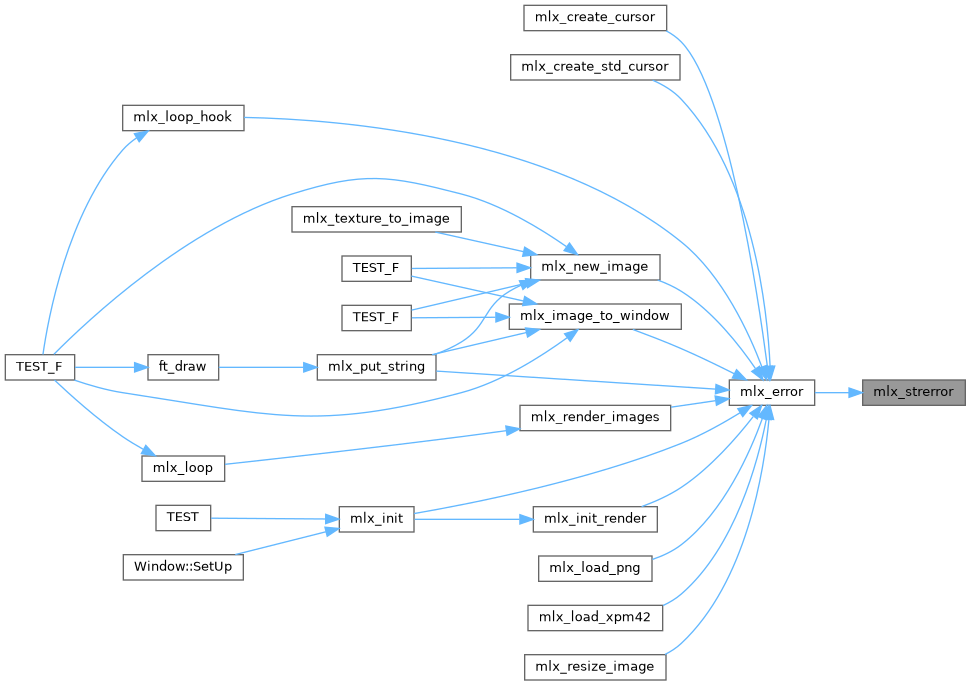 mlx_create_cursor
mlx_create_std_cursor
mlx_loop_hook
mlx_texture_to_image
TEST_F
mlx_new_image
TEST_F
mlx_image_to_window
TEST_F
ft_draw
mlx_put_string
mlx_error
mlx_strerror
mlx_render_images
mlx_loop
TEST
mlx_init
mlx_init_render
Window::SetUp
mlx_load_png
mlx_load_xpm42
mlx_resize_image